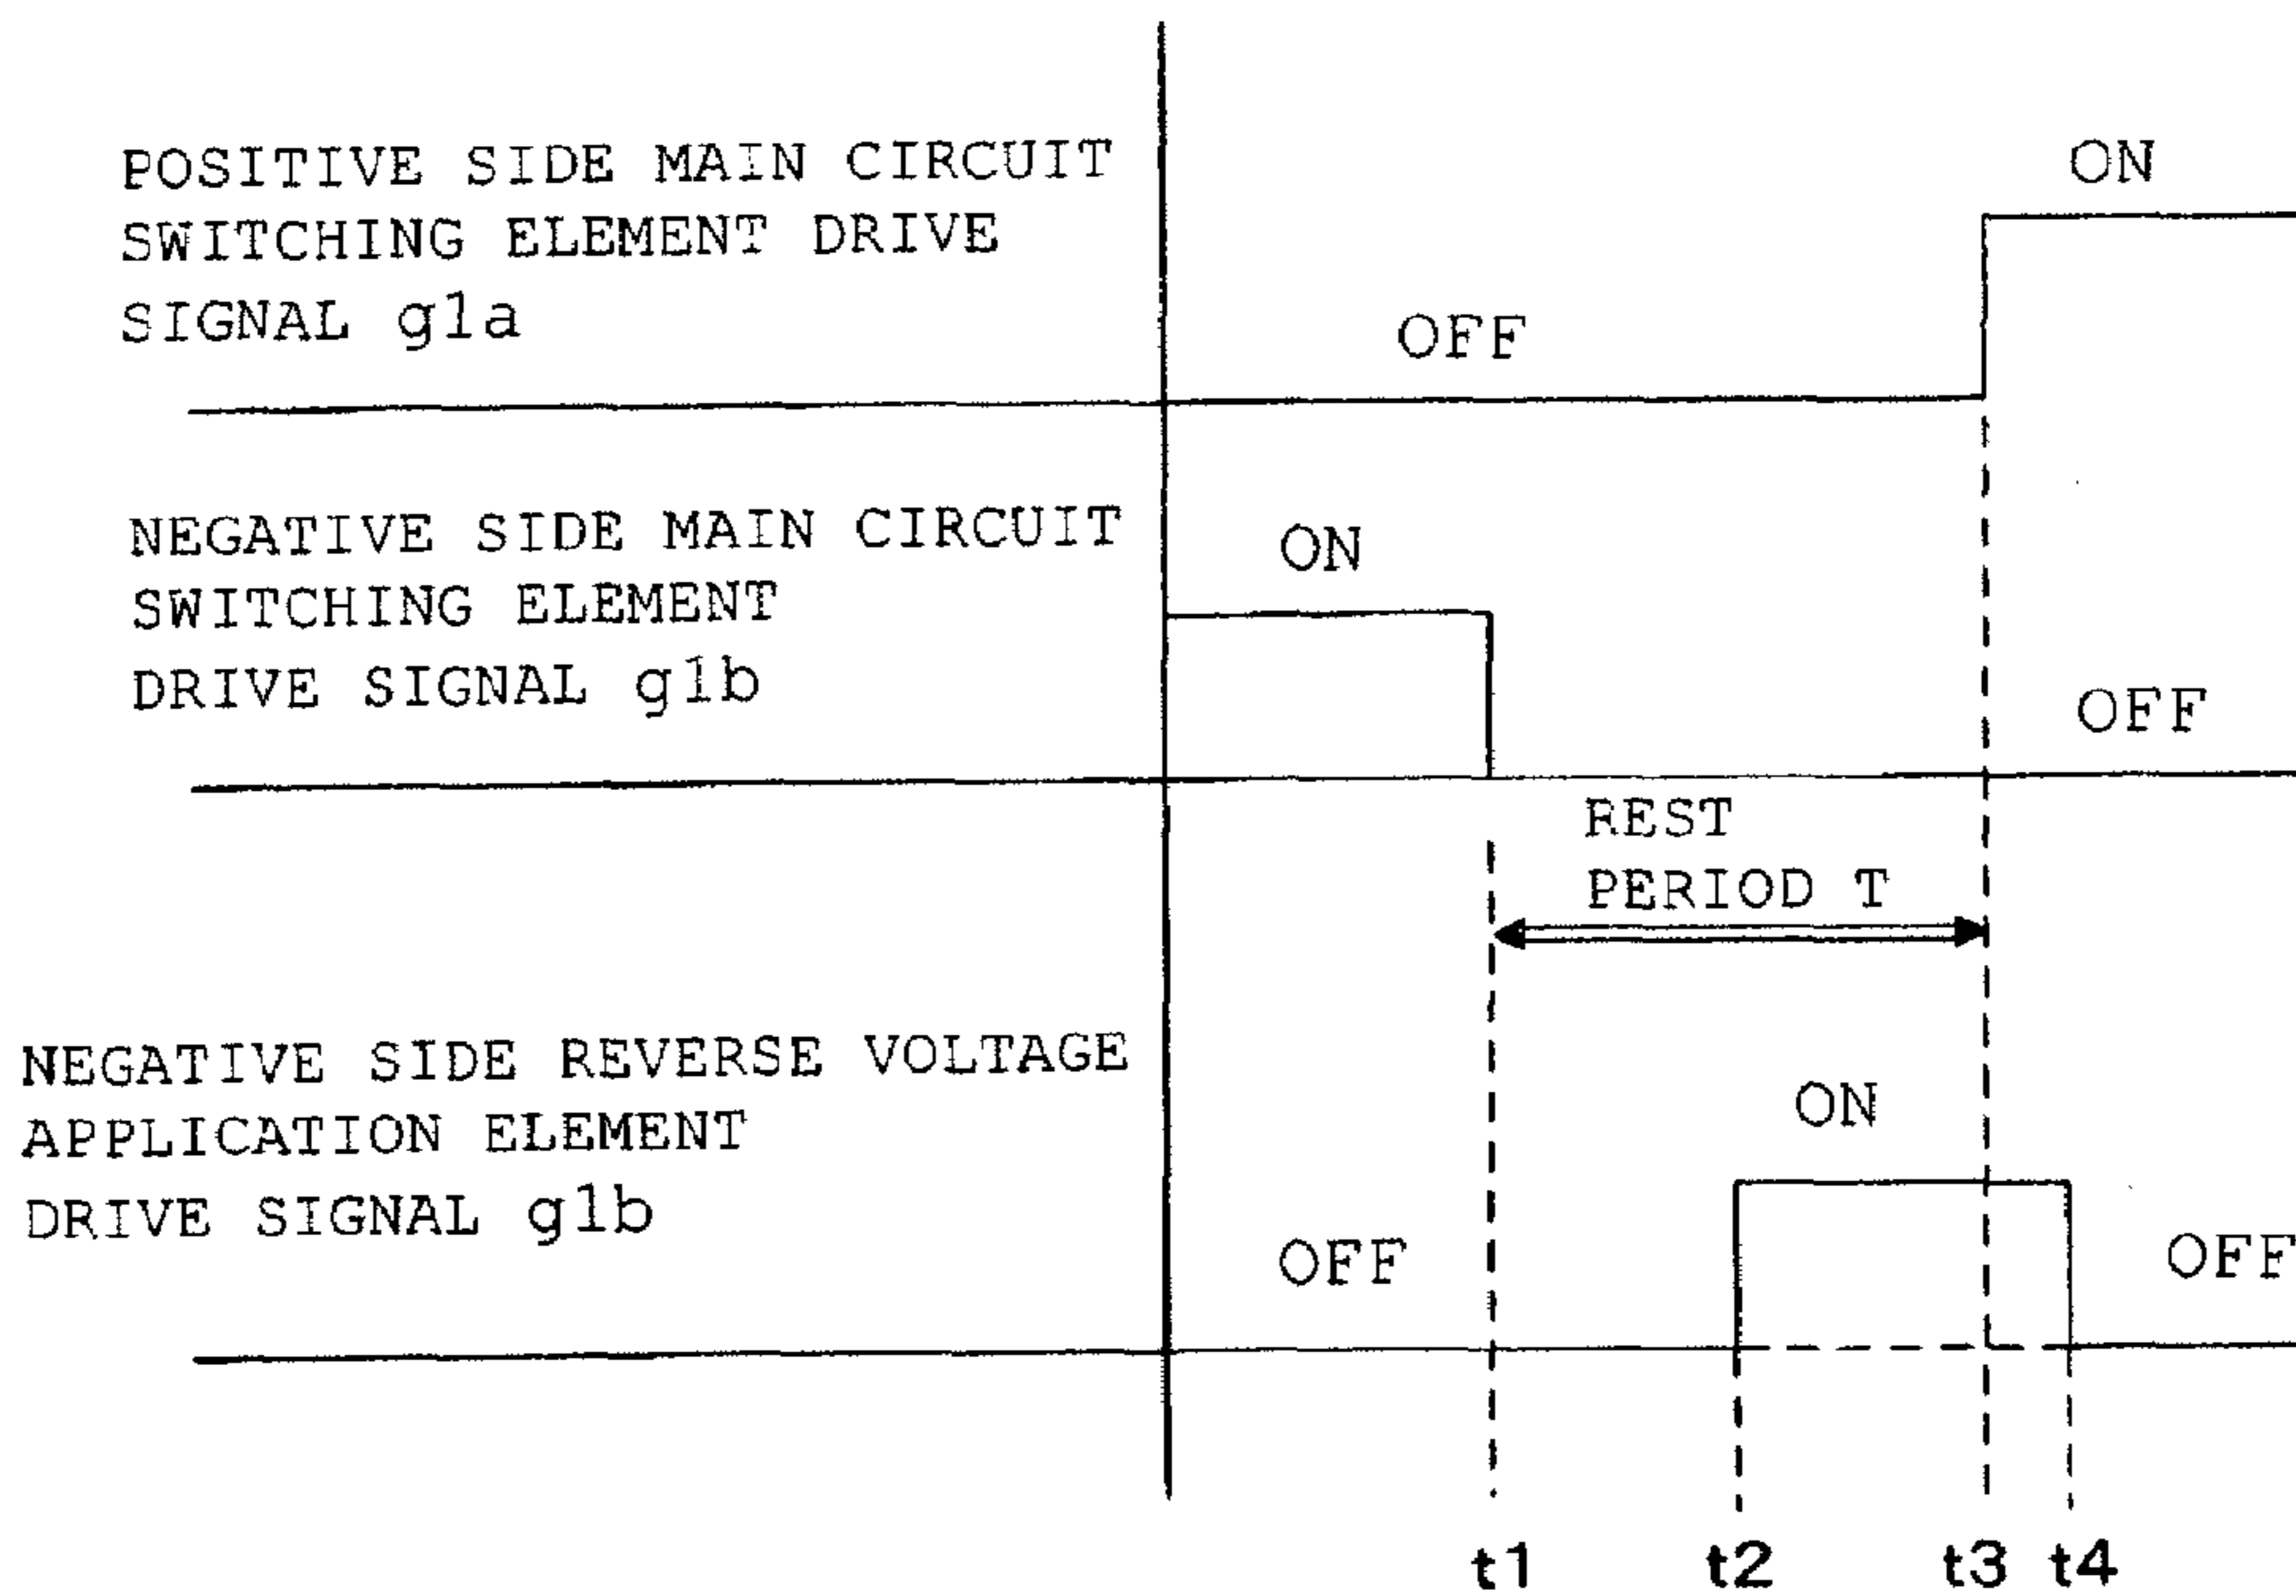 POSITIVE SIDE MAIN CIRCUIT
SWITCHING ELEMENT DRIVE
SIGNAL g1a
ON
OFF
NEGATIVE SIDE MAIN CIRCUIT
SWITCHING ELEMENT
DRIVE SIGNAL g1b
ON
OFF
REST
PERIOD T
NEGATIVE SIDE REVERSE VOLTAGE
APPLICATION ELEMENT
DRIVE SIGNAL g1b
ON
OFF
OFF
t1 t2 t3 t4